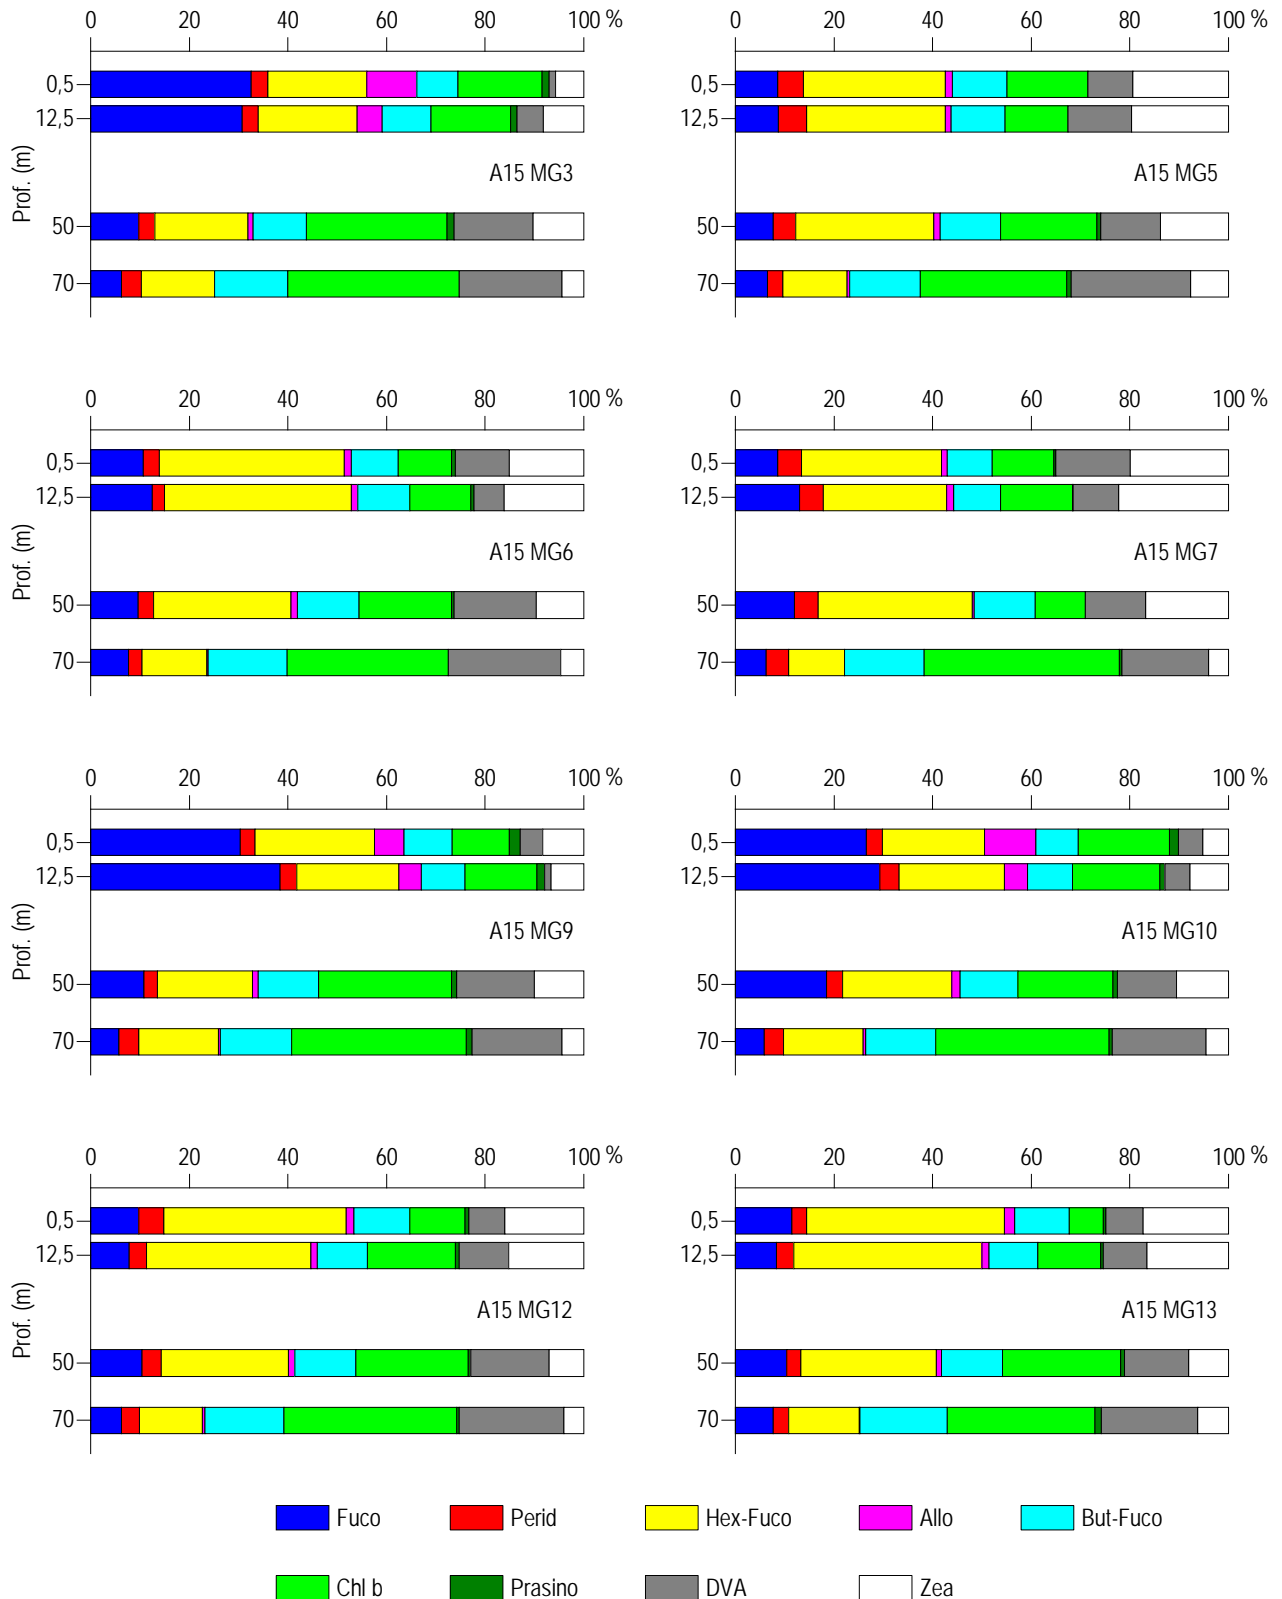 0 20 40 60 80 100 %
0,5
12,5
50
70
Prof. (m)
A15 MG3
0 20 40 60 80 100 %
0,5
12,5
50
70
A15 MG5
0 20 40 60 80 100 %
0,5
12,5
50
70
Prof. (m)
A15 MG6
0 20 40 60 80 100 %
0,5
12,5
50
70
A15 MG7
0 20 40 60 80 100 %
0,5
12,5
50
70
Prof. (m)
A15 MG9
0 20 40 60 80 100 %
0,5
12,5
50
70
A15 MG10
0 20 40 60 80 100 %
0,5
12,5
50
70
Prof. (m)
A15 MG12
0 20 40 60 80 100 %
0,5
12,5
50
70
A15 MG13
Fuco Perid Hex-Fuco Allo But-Fuco
Chl b Prasino DVA Zea